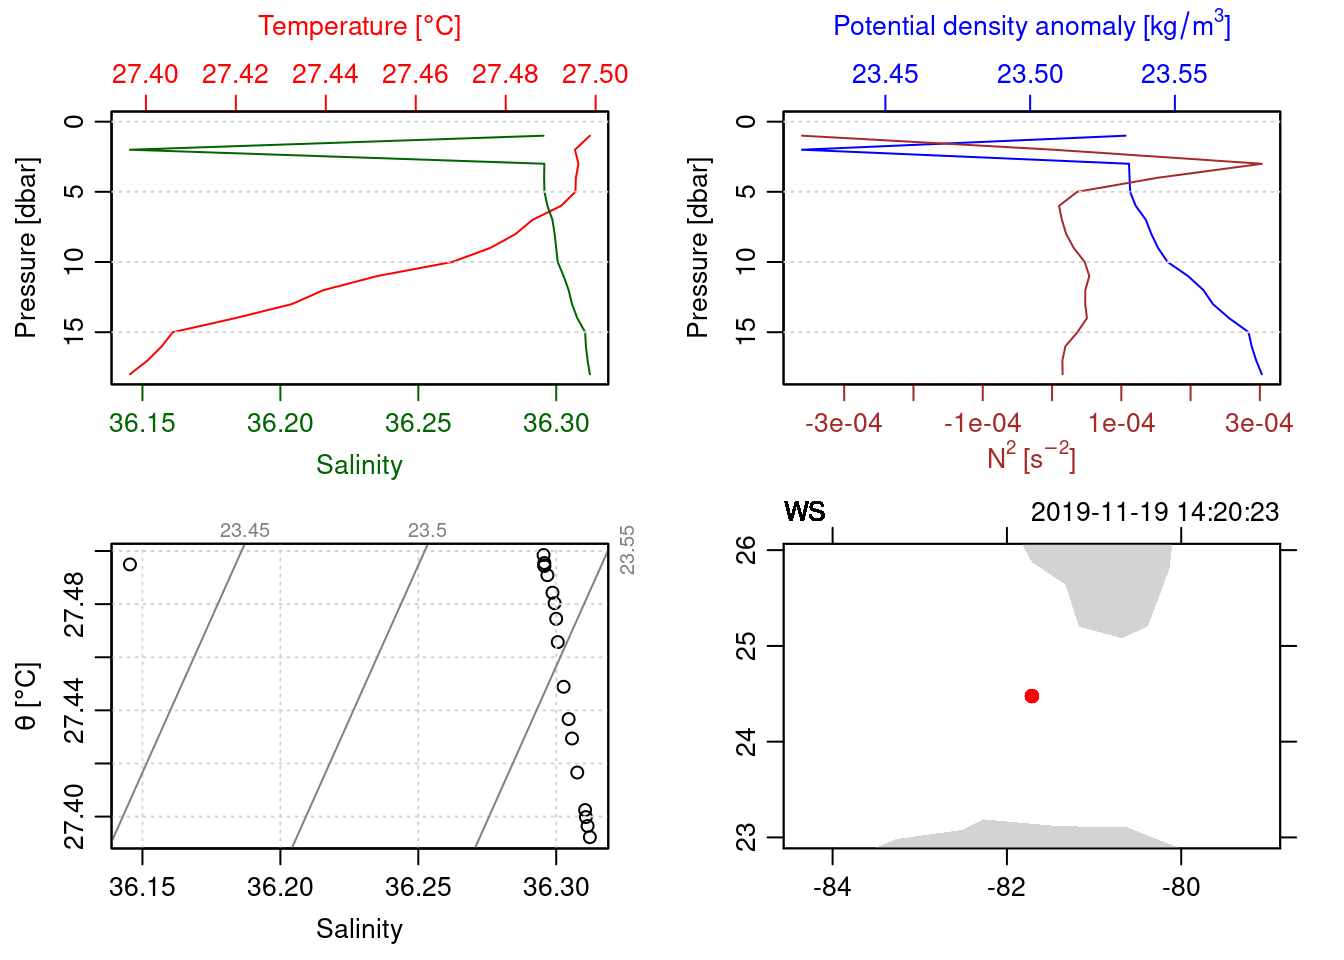 Temperature [°C]
27.40 27.42 27.44 27.46 27.48 27.50
0
5
10
15
Pressure [dbar]
36.15 36.20 36.25 36.30
Salinity
Potential density anomaly [kg/m³]
23.45 23.50 23.55
0
5
10
15
Pressure [dbar]
-3e-04 -1e-04 1e-04 3e-04
N² [s⁻²]
23.45 23.5 23.55
27.48
27.44
27.40
θ [°C]
36.15 36.20 36.25 36.30
Salinity
WS 2019-11-19 14:20:23
26
25
24
23
-84 -82 -80